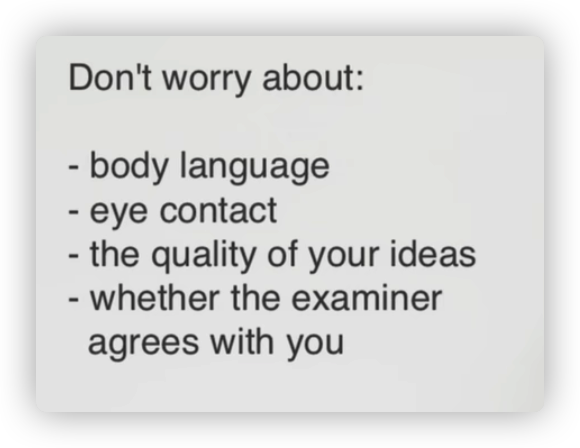 Don't worry about:
- body language
- eye contact
- the quality of your ideas
- whether the examiner
agrees with you